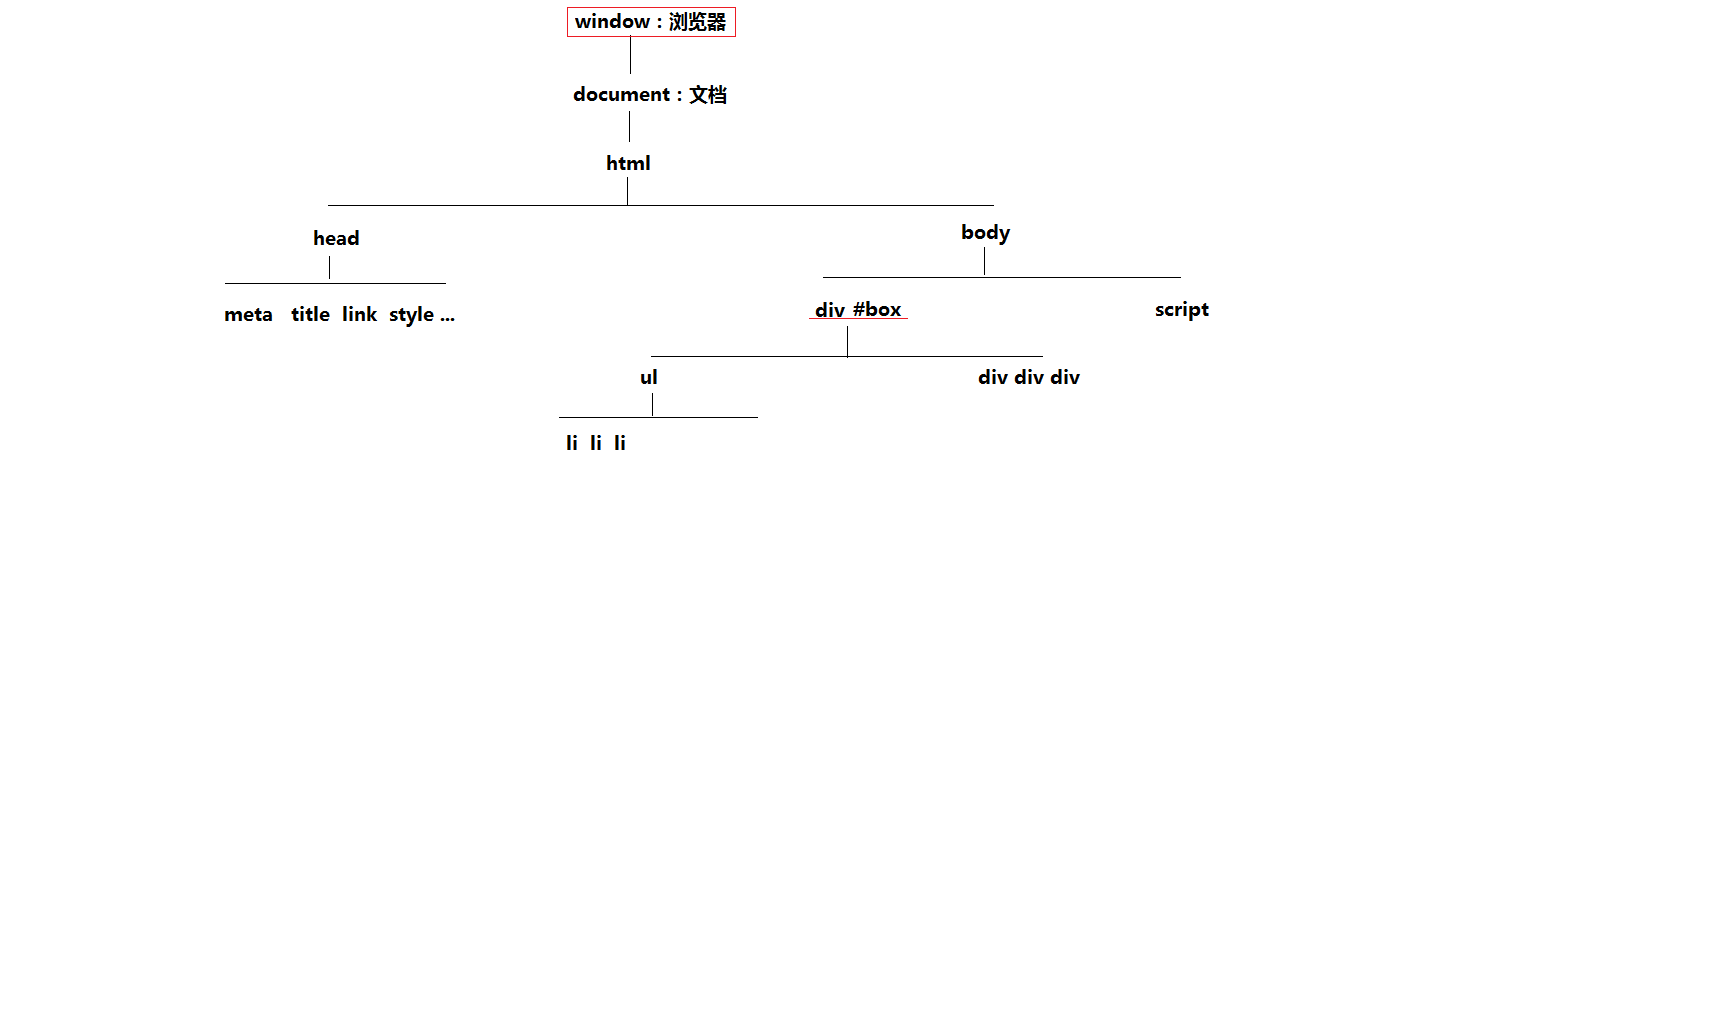 window：浏览器
document：文档
html
head
body
meta title link style ...
div #box
script
ul
div div div
li li li